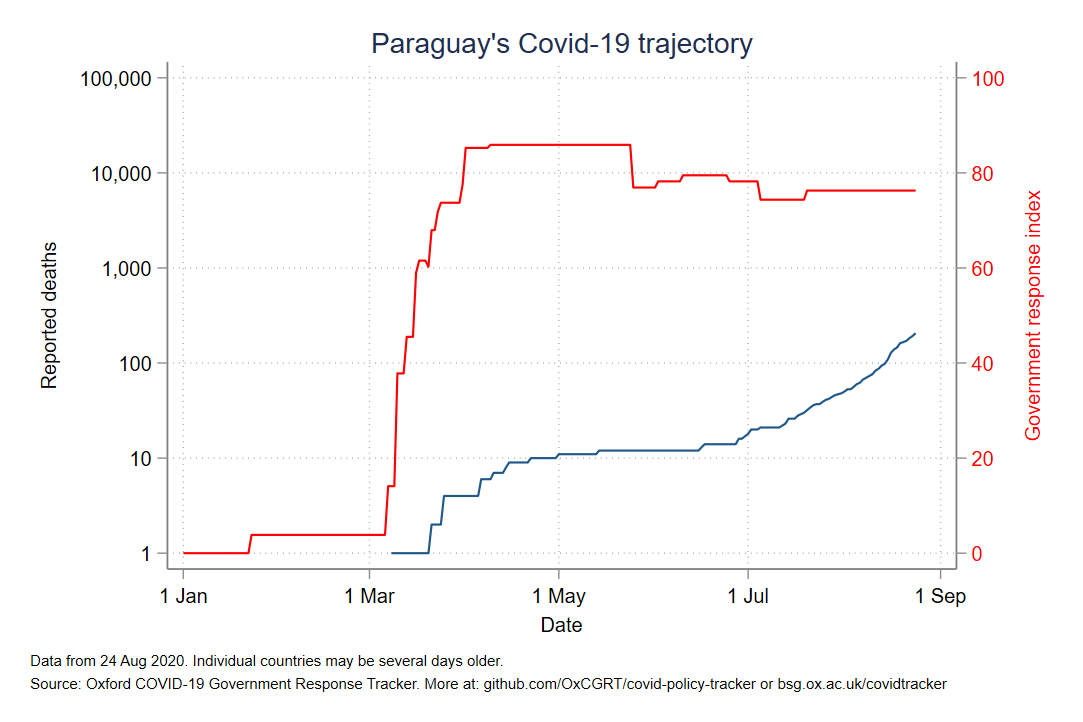 Paraguay's Covid-19 trajectory
100,000
10,000
1,000
100
10
1
Reported deaths
100
80
60
40
20
0
Government response index
1 Jan
1 Mar
1 May
1 Jul
1 Sep
Date
Data from 24 Aug 2020. Individual countries may be several days older.
Source: Oxford COVID-19 Government Response Tracker. More at: github.com/OxCGRT/covid-policy-tracker or bsg.ox.ac.uk/covidtracker